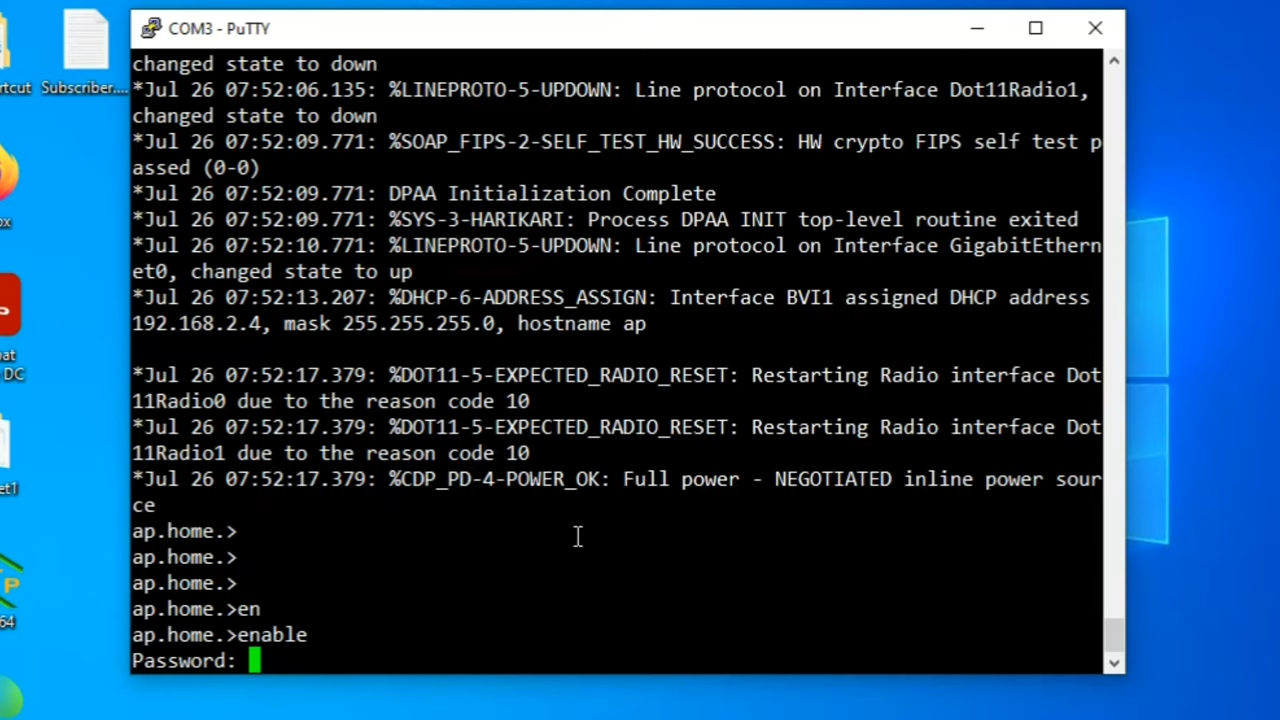 COM3 - PuTTY
changed state to down
*Jul 26 07:52:06.135: %LINEPROTO-5-UPDOWN: Line protocol on Interface Dot11Radio1,
changed state to down
*Jul 26 07:52:09.771: %SOAP_FIPS-2-SELF_TEST_HW_SUCCESS: HW crypto FIPS self test p
assed (0-0)
*Jul 26 07:52:09.771: DPAA Initialization Complete
*Jul 26 07:52:09.771: %SYS-3-HARIKARI: Process DPAA INIT top-level routine exited
*Jul 26 07:52:10.771: %LINEPROTO-5-UPDOWN: Line protocol on Interface GigabitEthern
et0, changed state to up
*Jul 26 07:52:13.207: %DHCP-6-ADDRESS_ASSIGN: Interface BVI1 assigned DHCP address
192.168.2.4, mask 255.255.255.0, hostname ap
*Jul 26 07:52:17.379: %DOT11-5-EXPECTED_RADIO_RESET: Restarting Radio interface Dot
11Radio0 due to the reason code 10
*Jul 26 07:52:17.379: %DOT11-5-EXPECTED_RADIO_RESET: Restarting Radio interface Dot
11Radio1 due to the reason code 10
*Jul 26 07:52:17.379: %CDP_PD-4-POWER_OK: Full power - NEGOTIATED inline power sour
ce
ap.home.>
ap.home.>
ap.home.>
ap.home.>en
ap.home.>enable
Password:
rtcut
Subscriber....
ox
bat
DC
et1
P
64